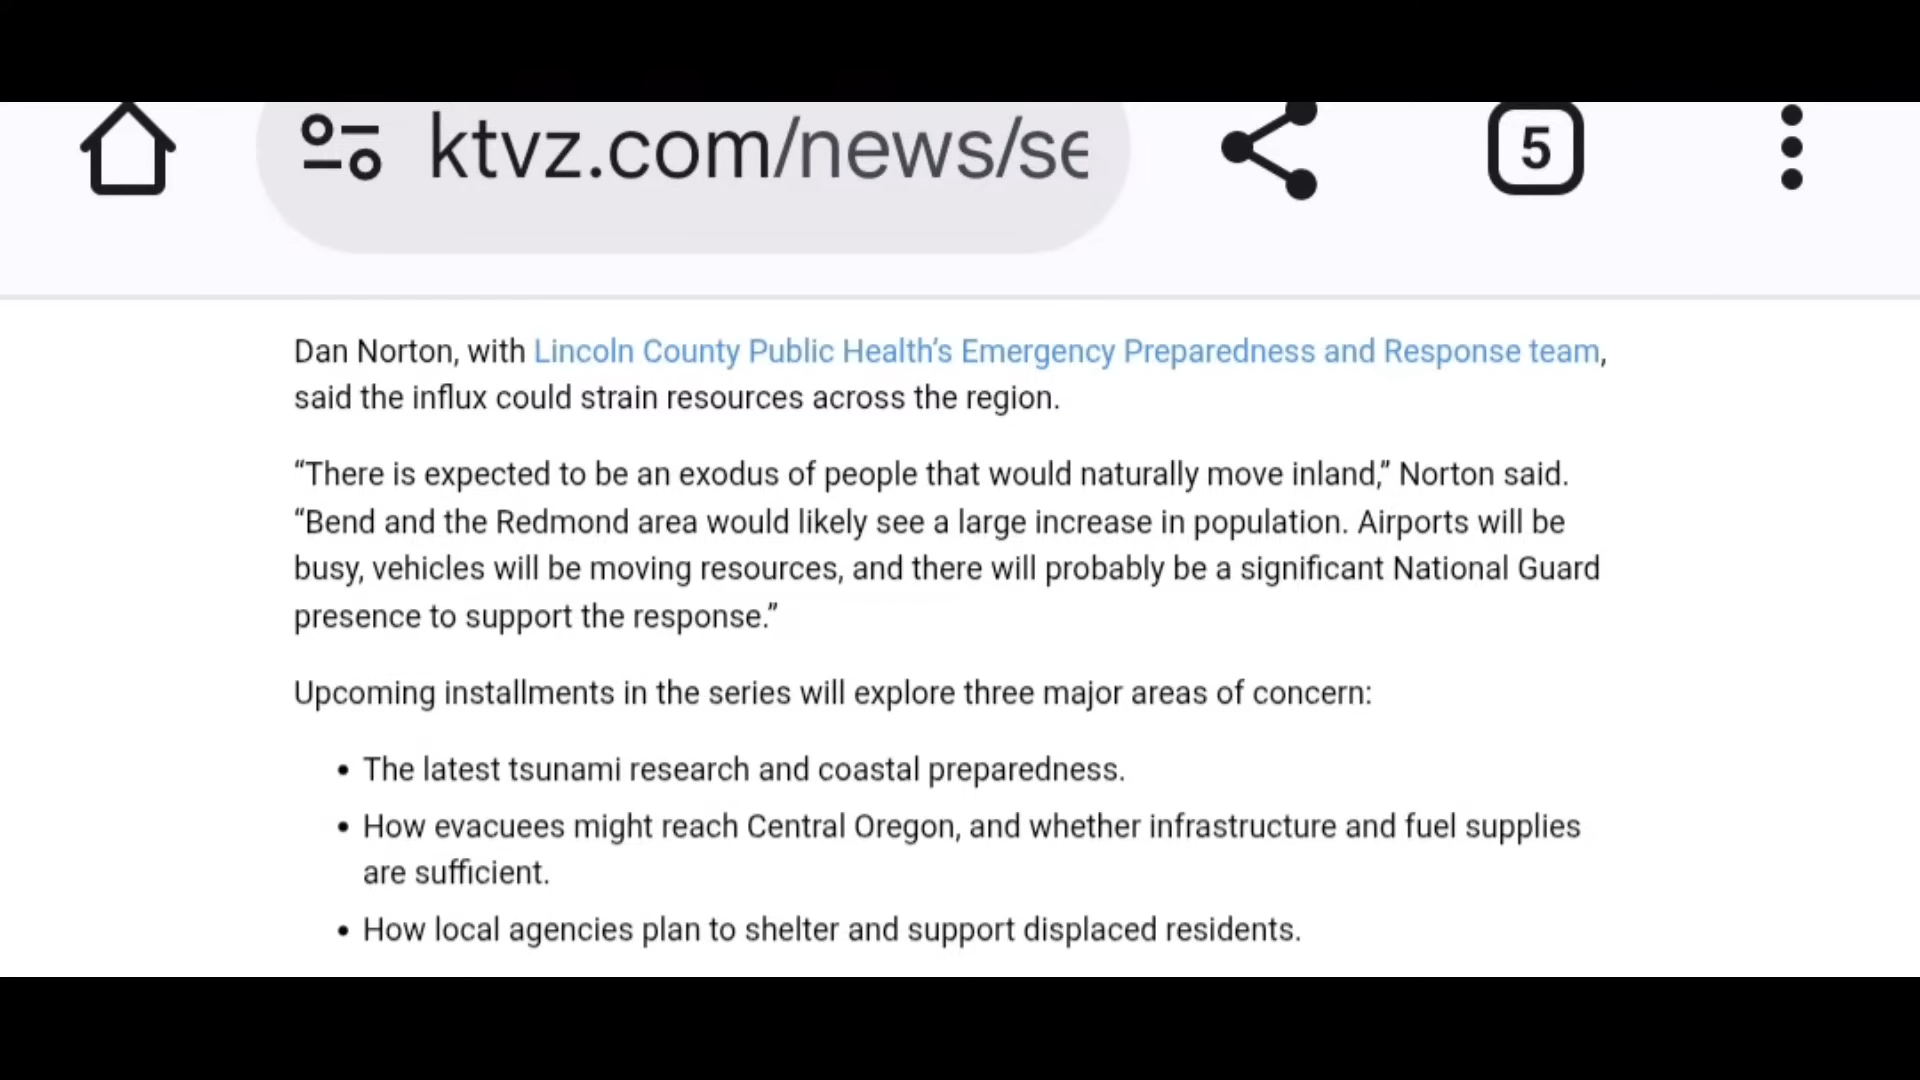 ktvz.com/news/se
5
Dan Norton, with Lincoln County Public Health’s Emergency Preparedness and Response team,
said the influx could strain resources across the region.
“There is expected to be an exodus of people that would naturally move inland,” Norton said.
“Bend and the Redmond area would likely see a large increase in population. Airports will be
busy, vehicles will be moving resources, and there will probably be a significant National Guard
presence to support the response.”
Upcoming installments in the series will explore three major areas of concern:
• The latest tsunami research and coastal preparedness.
• How evacuees might reach Central Oregon, and whether infrastructure and fuel supplies
are sufficient.
• How local agencies plan to shelter and support displaced residents.